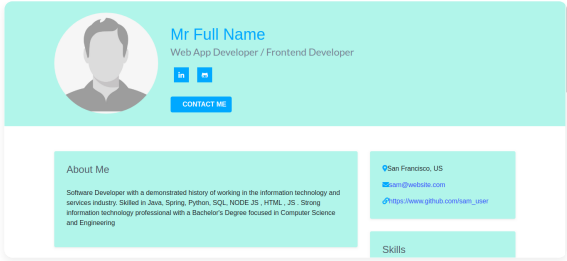 Mr Full Name
Web App Developer / Frontend Developer
in
CONTACT ME
About Me
Software Developer with a demonstrated history of working in the information technology and
services industry. Skilled in Java, Spring, Python, SQL, NODE JS , HTML , JS . Strong
information technology professional with a Bachelor's Degree focused in Computer Science
and Engineering
San Francisco, US
sam@website.com
https://www.github.com/sam_user
Skills